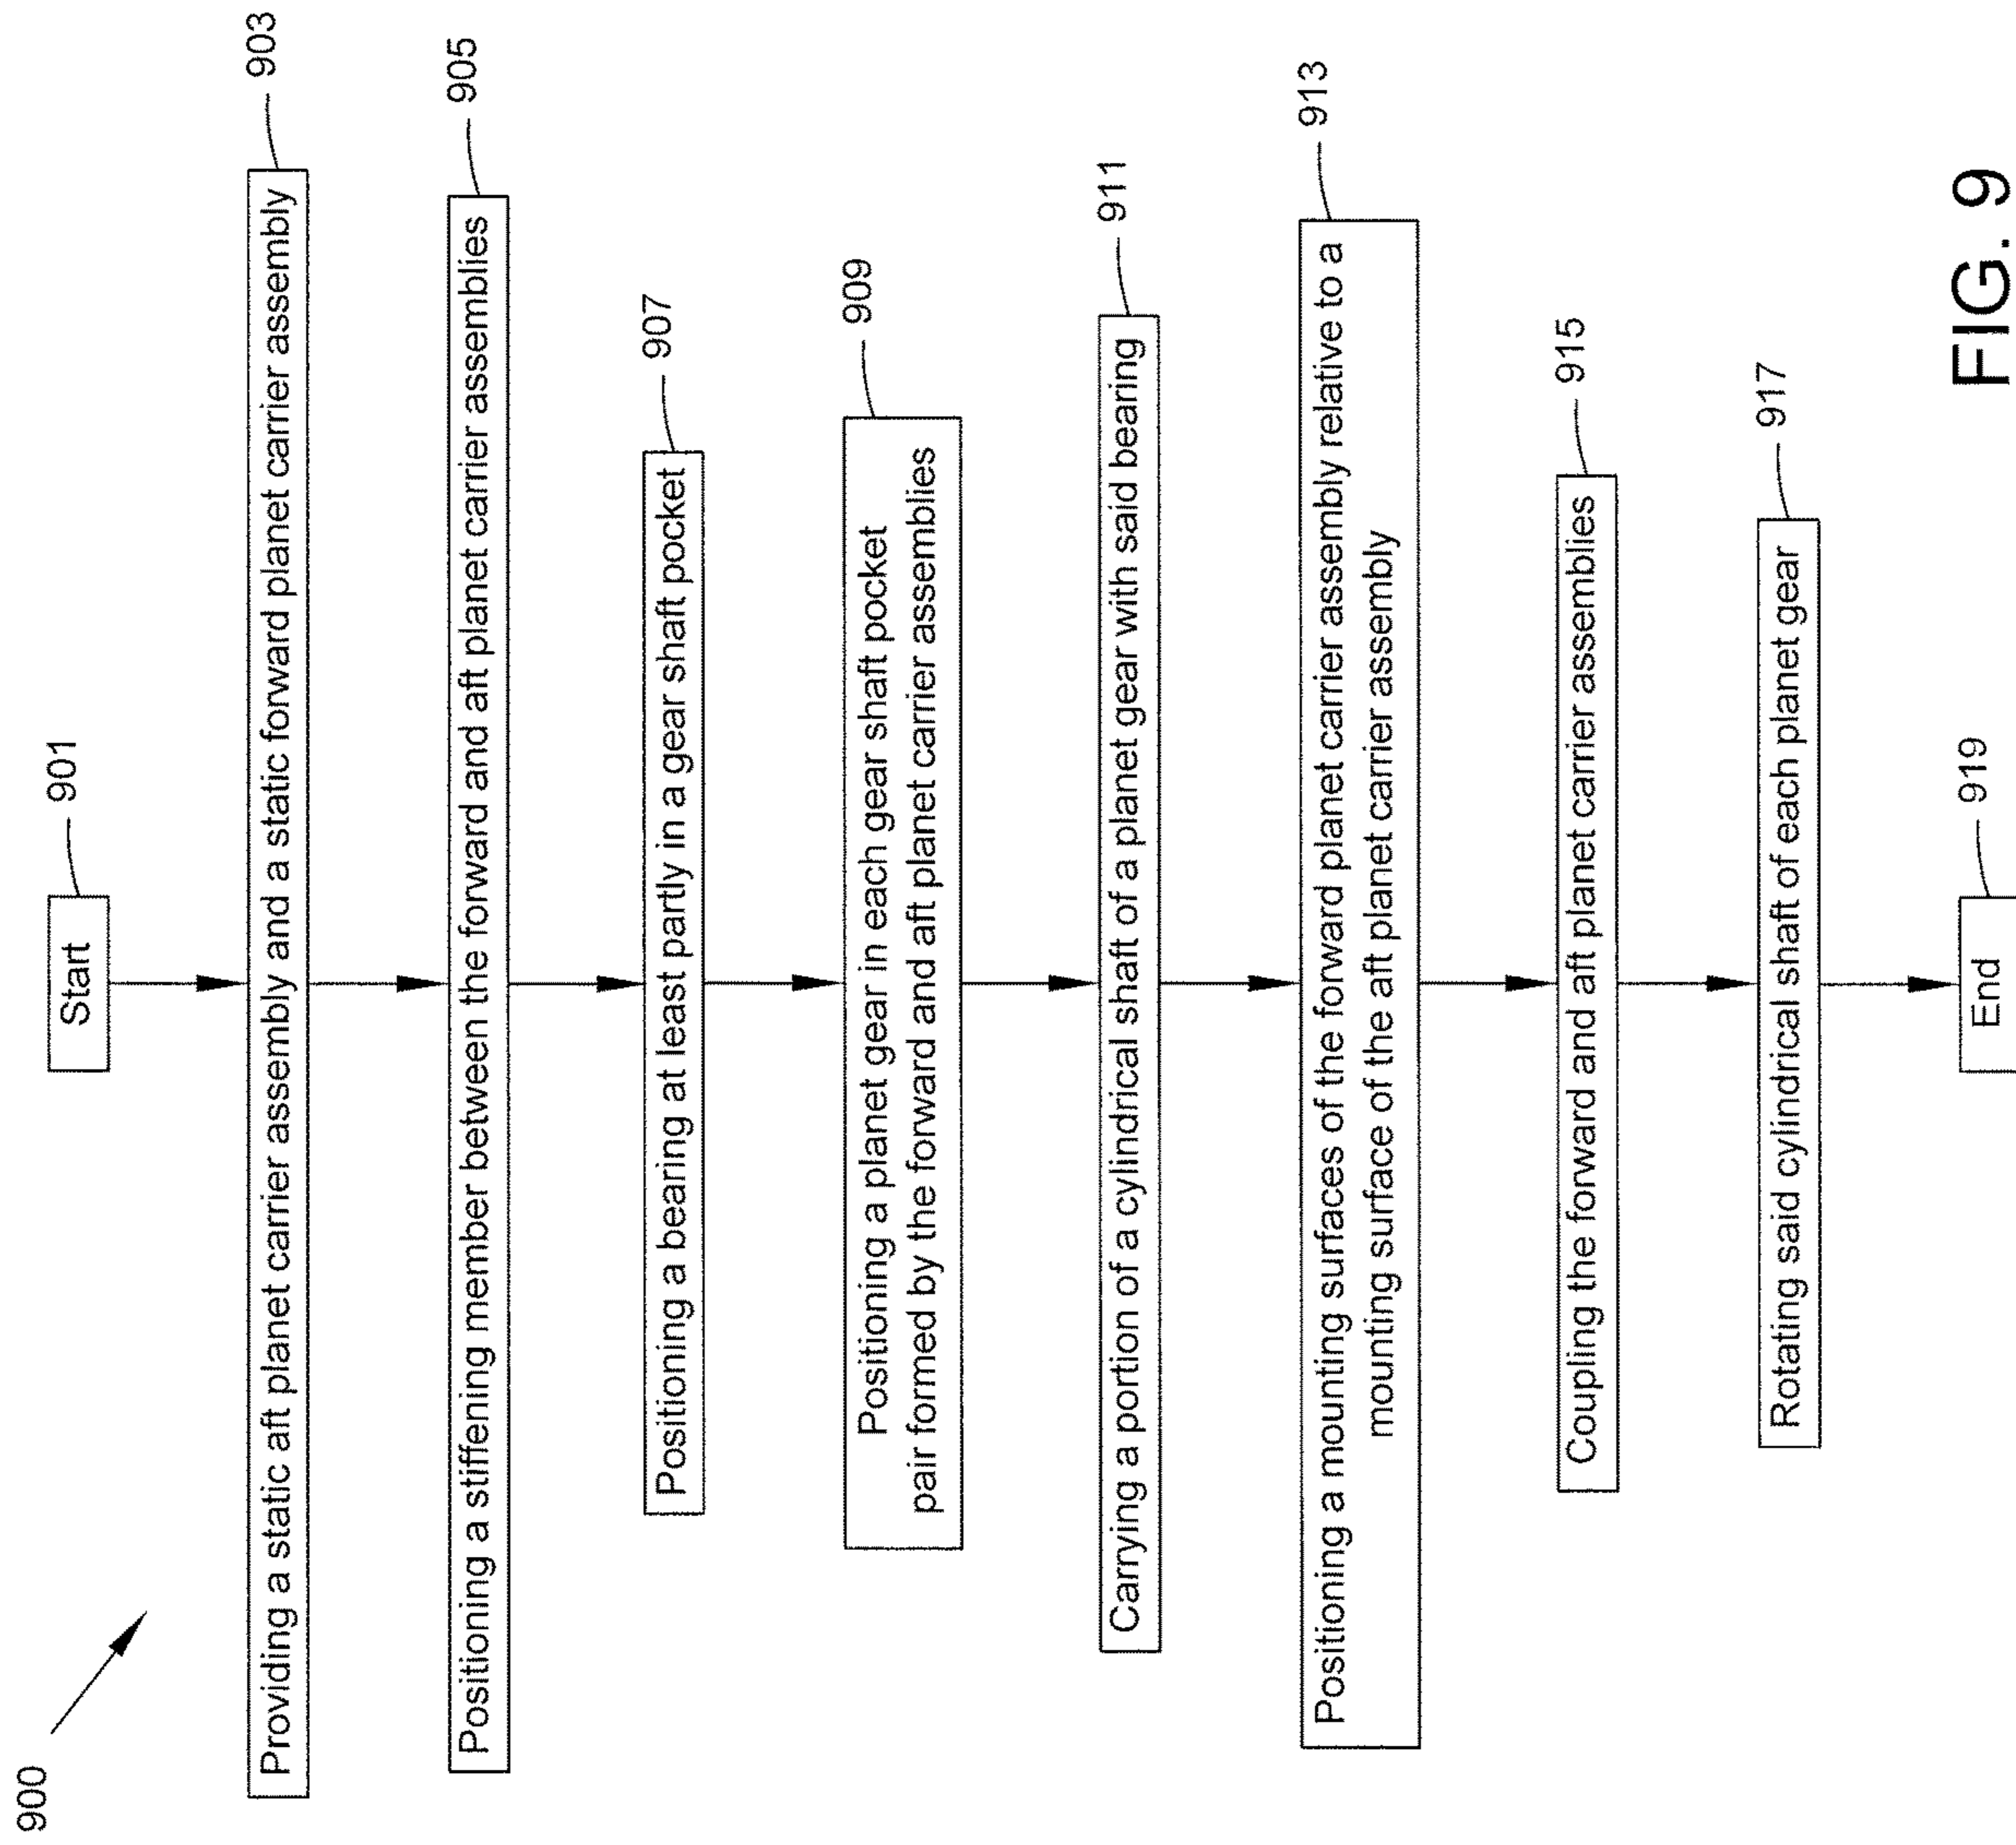 900
Start
901
Providing a static aft planet carrier assembly and a static forward planet carrier assembly
903
Positioning a stiffening member between the forward and aft planet carrier assemblies
905
Positioning a bearing at least partly in a gear shaft pocket
907
Positioning a planet gear in each gear shaft pocket
pair formed by the forward and aft planet carrier assemblies
909
Carrying a portion of a cylindrical shaft of a planet gear with said bearing
911
Positioning a mounting surfaces of the forward planet carrier assembly relative to a
mounting surface of the aft planet carrier assembly
913
Coupling the forward and aft planet carrier assemblies
915
Rotating said cylindrical shaft of each planet gear
917
End
919
FIG. 9